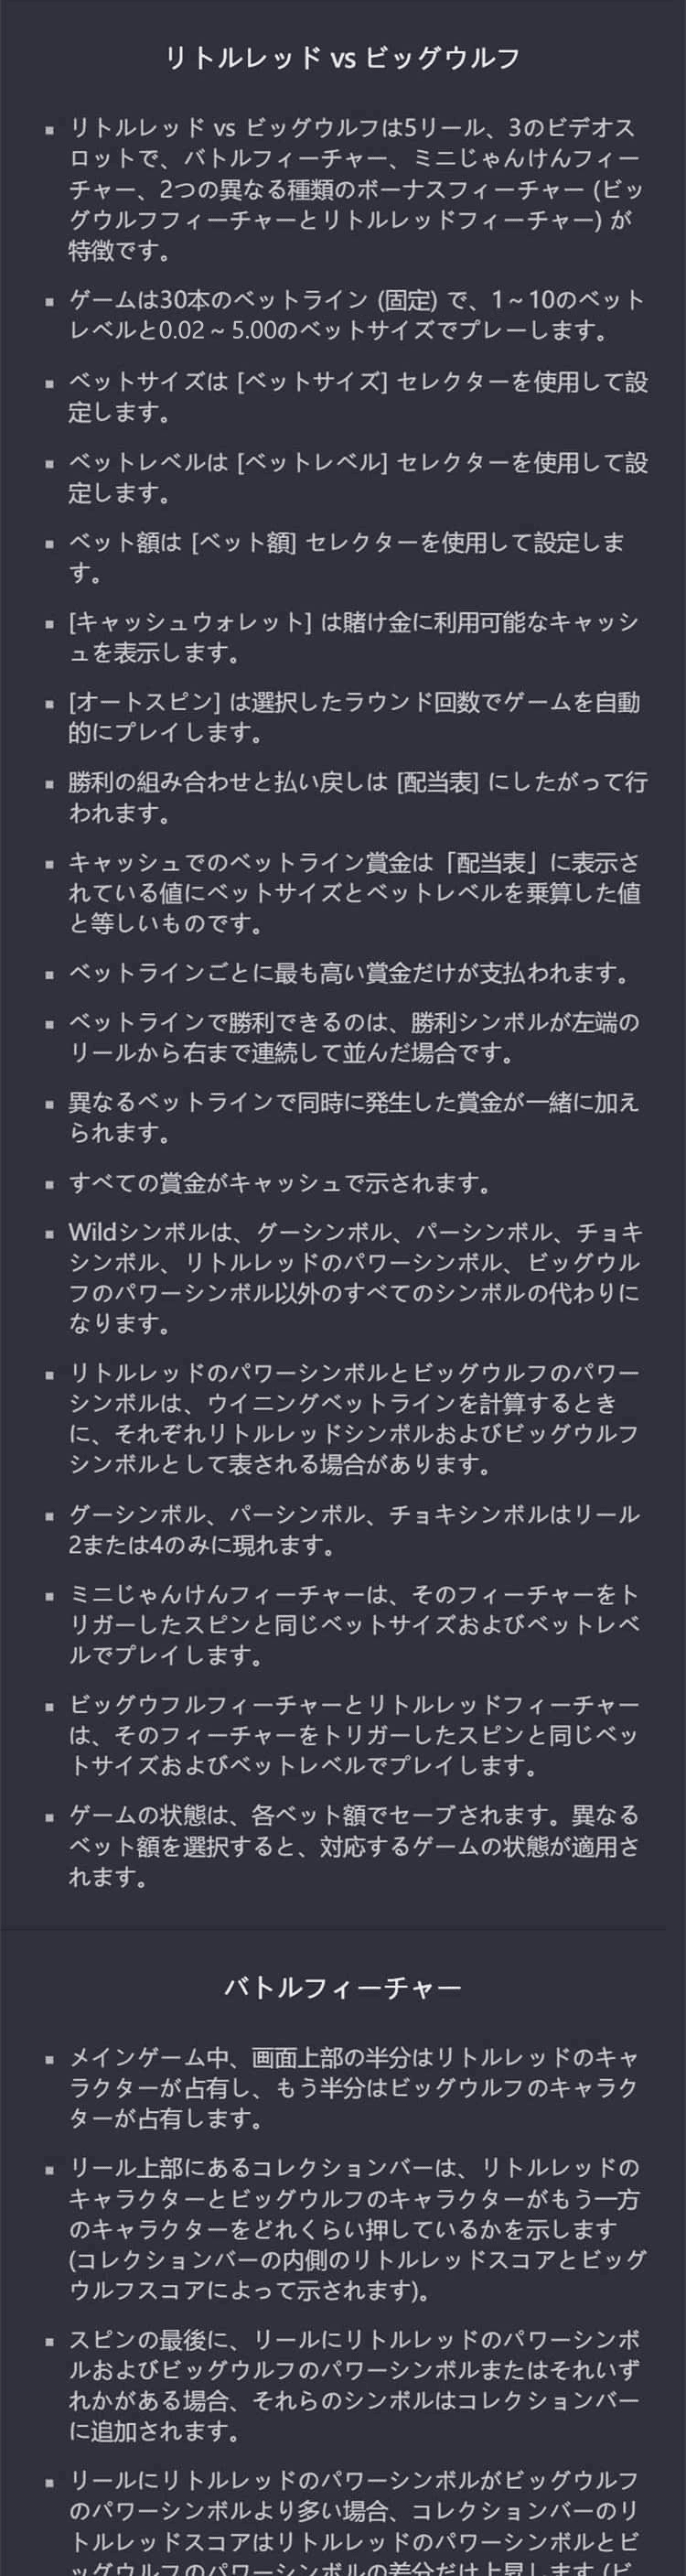 リトルレッド vs ビッグウルフ
▪ リトルレッド vs ビッグウルフは5リール、3のビデオス
ロットで、バトルフィーチャー、ミニじゃんけんフィー
チャー、2つの異なる種類のボーナスフィーチャー (ビッ
グウルフフィーチャーとリトルレッドフィーチャー) が
特徴です。
▪ ゲームは30本のベットライン (固定) で、1 ~ 10のベット
レベルと0.02 ~ 5.00のベットサイズでプレーします。
▪ ベットサイズは [ベットサイズ] セレクターを使用して設
定します。
▪ ベットレベルは [ベットレベル] セレクターを使用して設
定します。
▪ ベット額は [ベット額] セレクターを使用して設定しま
す。
▪ [キャッシュウォレット] は賭け金に利用可能なキャッシ
ュを表示します。
▪ [オートスピン] は選択したラウンド回数でゲームを自動
的にプレイします。
▪ 勝利の組み合わせと払い戻しは [配当表] にしたがって行
われます。
▪ キャッシュでのベットライン賞金は「配当表」に表示さ
れている値にベットサイズとベットレベルを乗算した値
と等しいものです。
▪ ベットラインごとに最も高い賞金だけが支払われます。
▪ ベットラインで勝利できるのは、勝利シンボルが左端の
リールから右まで連続して並んだ場合です。
▪ 異なるベットラインで同時に発生した賞金が一緒に加え
られます。
▪ すべての賞金がキャッシュで示されます。
▪ Wildシンボルは、グーシンボル、パーシンボル、チョキ
シンボル、リトルレッドのパワーシンボル、ビッグウル
フのパワーシンボル以外のすべてのシンボルの代わりに
なります。
▪ リトルレッドのパワーシンボルとビッグウルフのパワー
シンボルは、ウイニングベットラインを計算するとき
に、それぞれリトルレッドシンボルおよびビッグウルフ
シンボルとして表される場合があります。
▪ グーシンボル、パーシンボル、チョキシンボルはリール
2または4のみに現れます。
▪ ミニじゃんけんフィーチャーは、そのフィーチャーをト
リガーしたスピンと同じベットサイズおよびベットレベ
ルでプレイします。
▪ ビッグウフルフィーチャーとリトルレッドフィーチャー
は、そのフィーチャーをトリガーしたスピンと同じベッ
トサイズおよびベットレベルでプレイします。
▪ ゲームの状態は、各ベット額でセーブされます。異なる
ベット額を選択すると、対応するゲームの状態が適用さ
れます。
バトルフィーチャー
▪ メインゲーム中、画面上部の半分はリトルレッドのキャ
ラクターが占有し、もう半分はビッグウルフのキャラク
ターが占有します。
▪ リール上部にあるコレクションバーは、リトルレッドの
キャラクターとビッグウルフのキャラクターがもう一方
のキャラクターをどれくらい押しているかを示します
(コレクションバーの内側のリトルレッドスコアとビッグ
ウルフスコアによって示されます)。
▪ スピンの最後に、リールにリトルレッドのパワーシンボ
ルおよびビッグウルフのパワーシンボルまたはそれいず
れかがある場合、それらのシンボルはコレクションバー
に追加されます。
▪ リールにリトルレッドのパワーシンボルがビッグウルフ
のパワーシンボルより多い場合、コレクションバーのリ
トルレッドスコアはリトルレッドのパワーシンボルとビ
ッグウルフのパワーシンボルの差分だけ上昇します (ビ